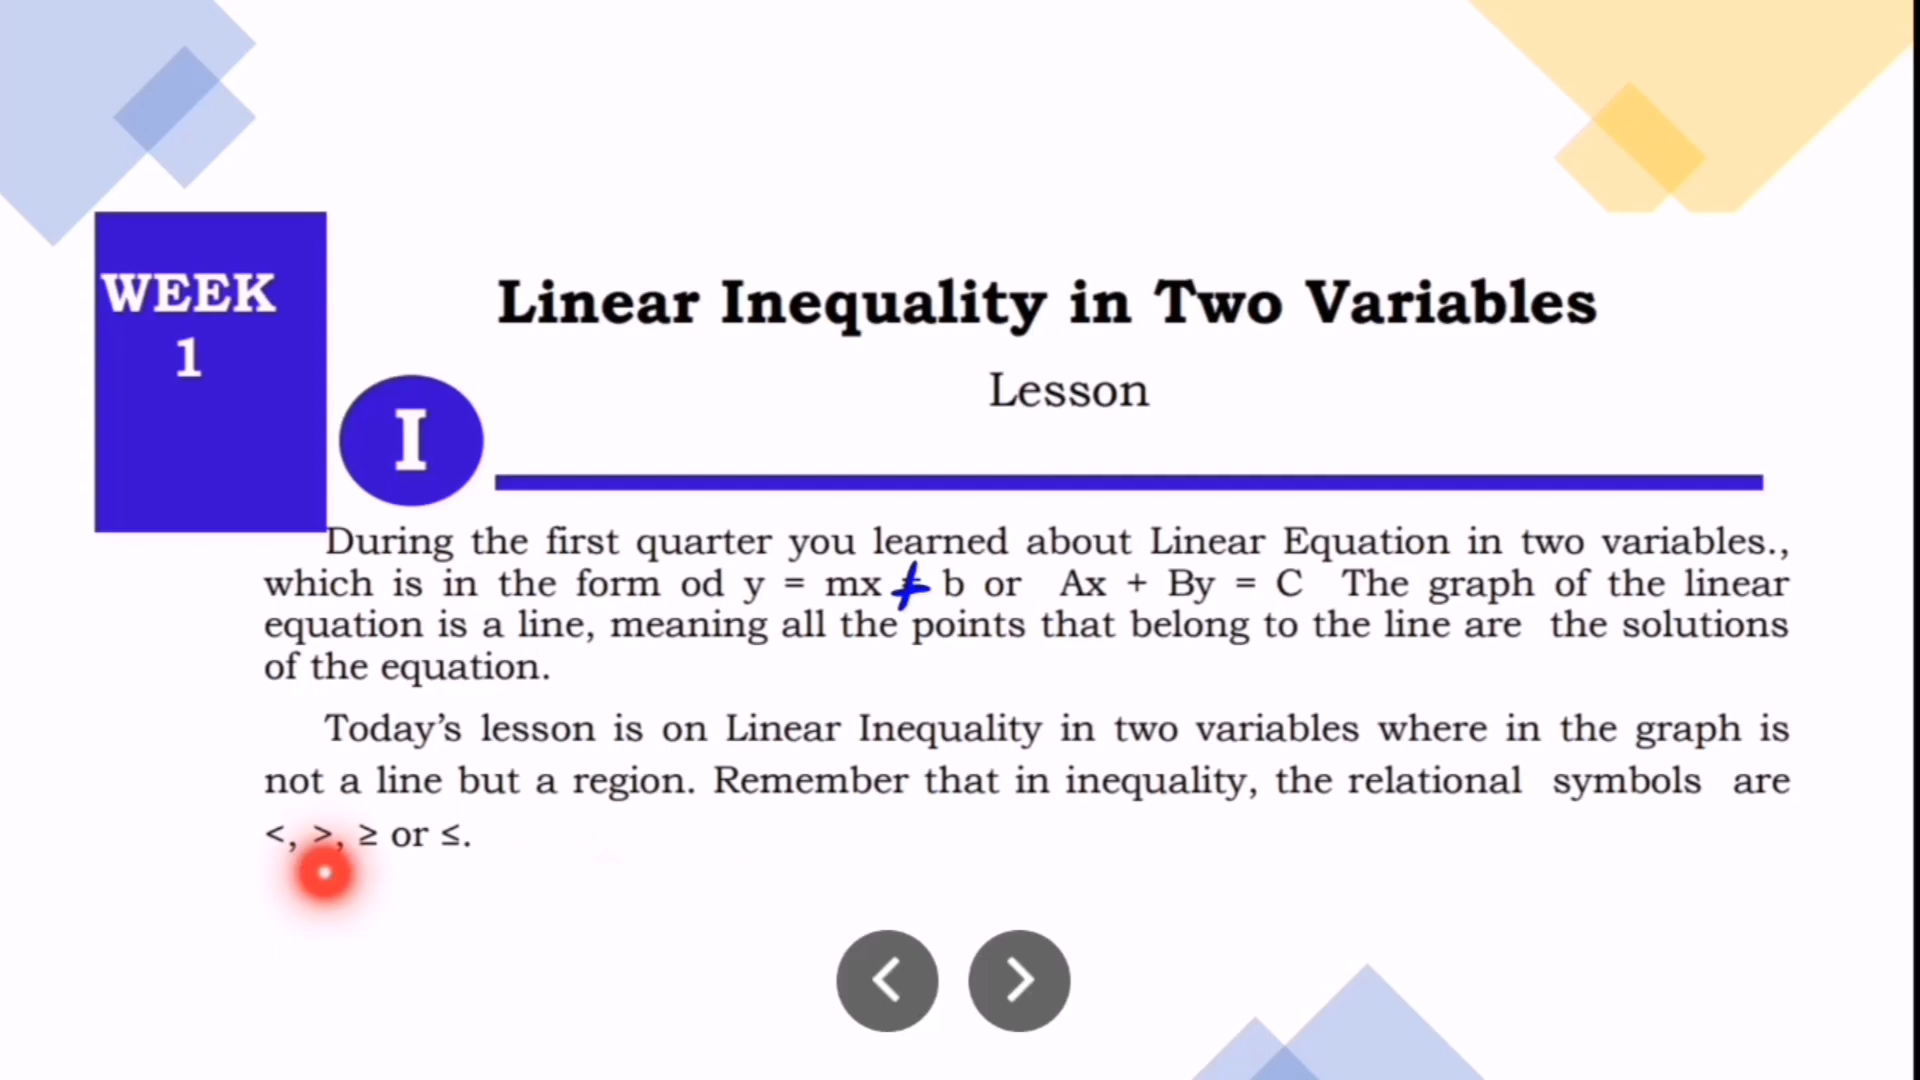 WEEK
1
Linear Inequality in Two Variables
Lesson
I
During the first quarter you learned about Linear Equation in two variables.,
which is in the form od y = mx + b or Ax + By = C The graph of the linear
equation is a line, meaning all the points that belong to the line are the solutions
of the equation.
Today’s lesson is on Linear Inequality in two variables where in the graph is
not a line but a region. Remember that in inequality, the relational symbols are
<, >, ≥ or ≤.